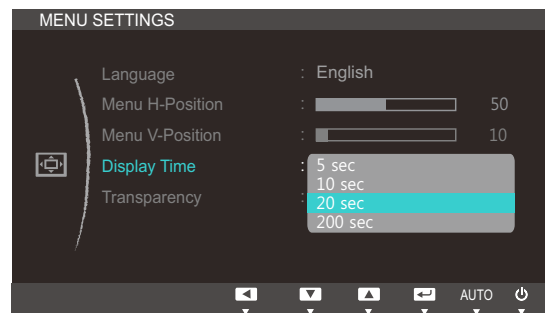 MENU SETTINGS
Language : English
Menu H-Position : 50
Menu V-Position : 10
Display Time : 5 sec
10 sec
20 sec
Transparency : 200 sec
AUTO